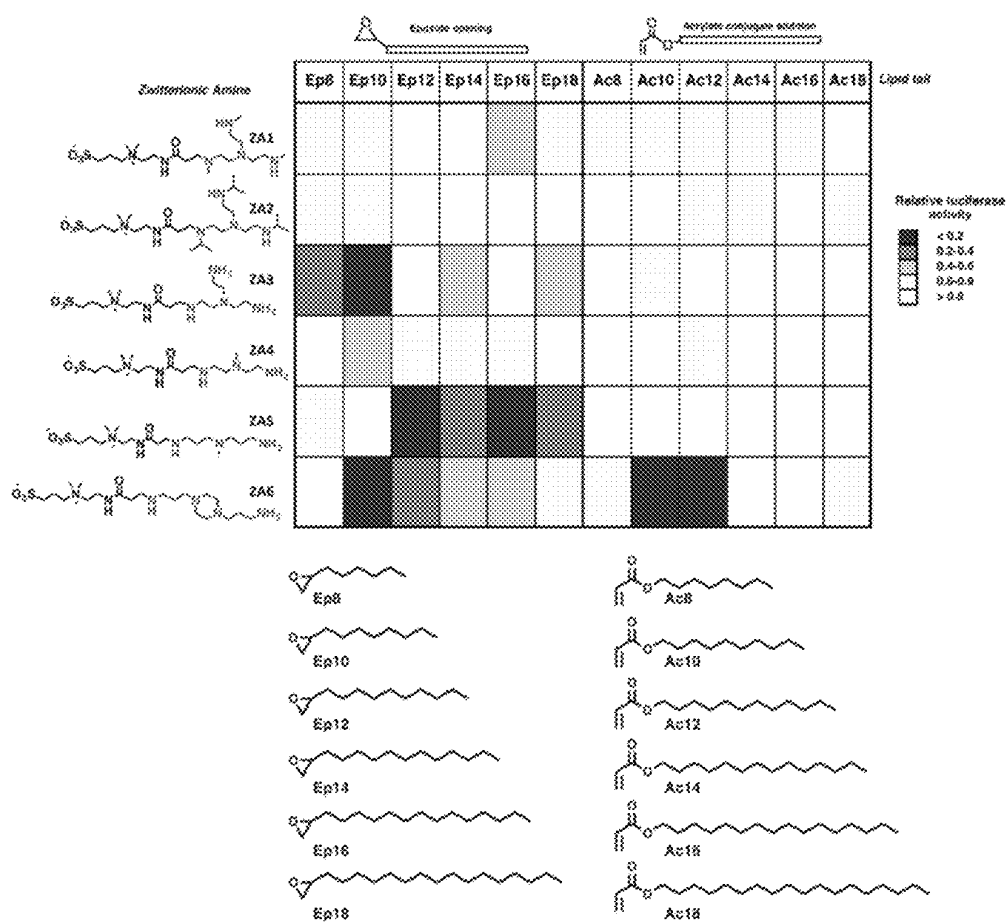 Epoxide opening
Acrylate conjugate addition
Zwitterionic Amine
Ep8 Ep10 Ep12 Ep14 Ep16 Ep18 Ac8 Ac10 Ac12 Ac14 Ac16 Ac18
Lipid tail
ZA1
ZA2
ZA3
ZA4
ZA5
ZA6
Relative luciferase
activity
< 0.2
0.2-0.4
0.4-0.6
0.6-0.8
> 0.8
Ep8 Ac8
Ep10 Ac10
Ep12 Ac12
Ep14 Ac14
Ep16 Ac16
Ep18 Ac18